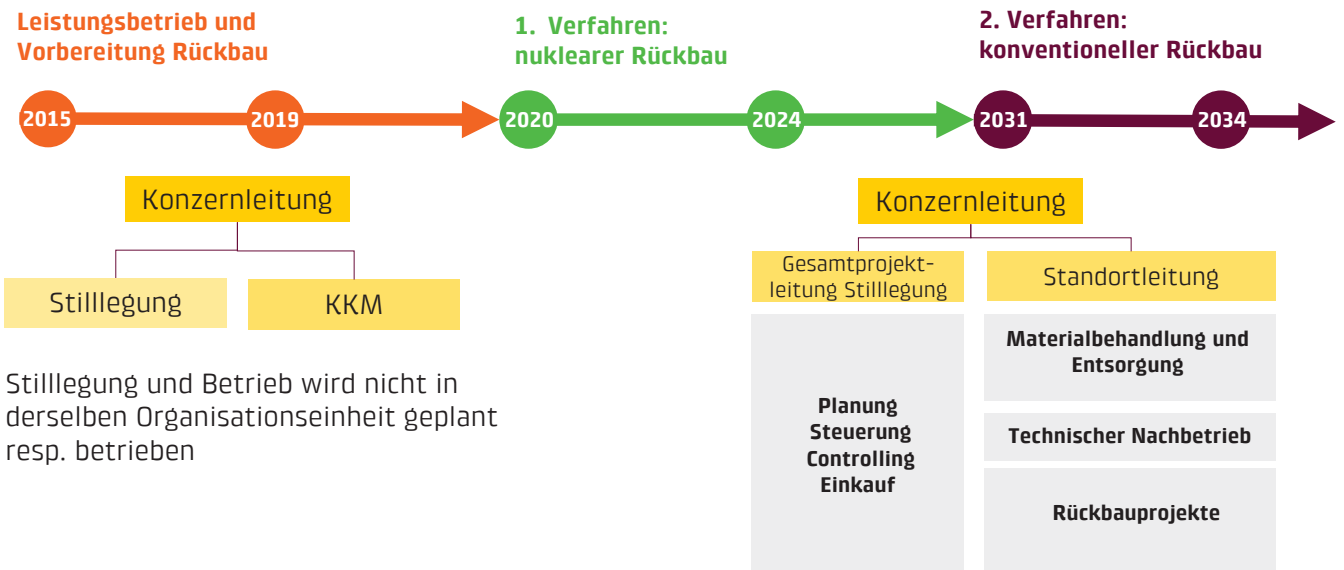 Leistungsbetrieb und
Vorbereitung Rückbau
1. Verfahren:
nuklearer Rückbau
2. Verfahren:
konventioneller Rückbau
2015
2019
2020
2024
2031
2034
Konzernleitung
Stilllegung
KKM
Stilllegung und Betrieb wird nicht in
derselben Organisationseinheit geplant
resp. betrieben
Konzernleitung
Gesamtprojekt-
leitung Stilllegung
Standortleitung
Planung
Steuerung
Controlling
Einkauf
Materialbehandlung und
Entsorgung
Technischer Nachbetrieb
Rückbauprojekte